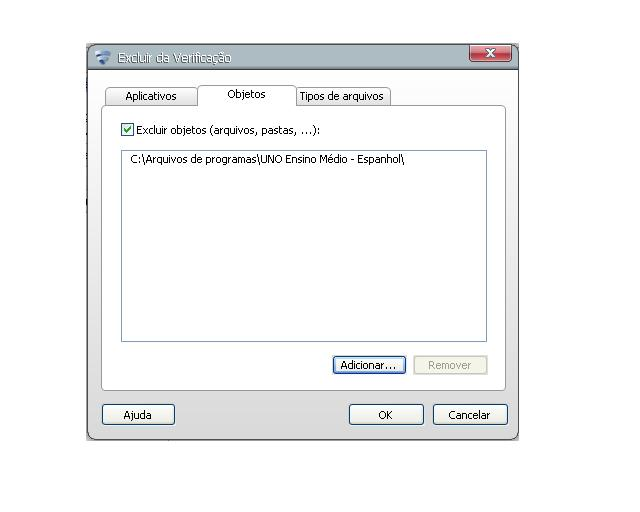 Excluir da Verificação
Aplicativos
Objetos
Tipos de arquivos
Excluir objetos (arquivos, pastas, ...):
C:\Arquivos de programas\UNO Ensino Médio - Espanhol\
Adicionar...
Remover
Ajuda
OK
Cancelar